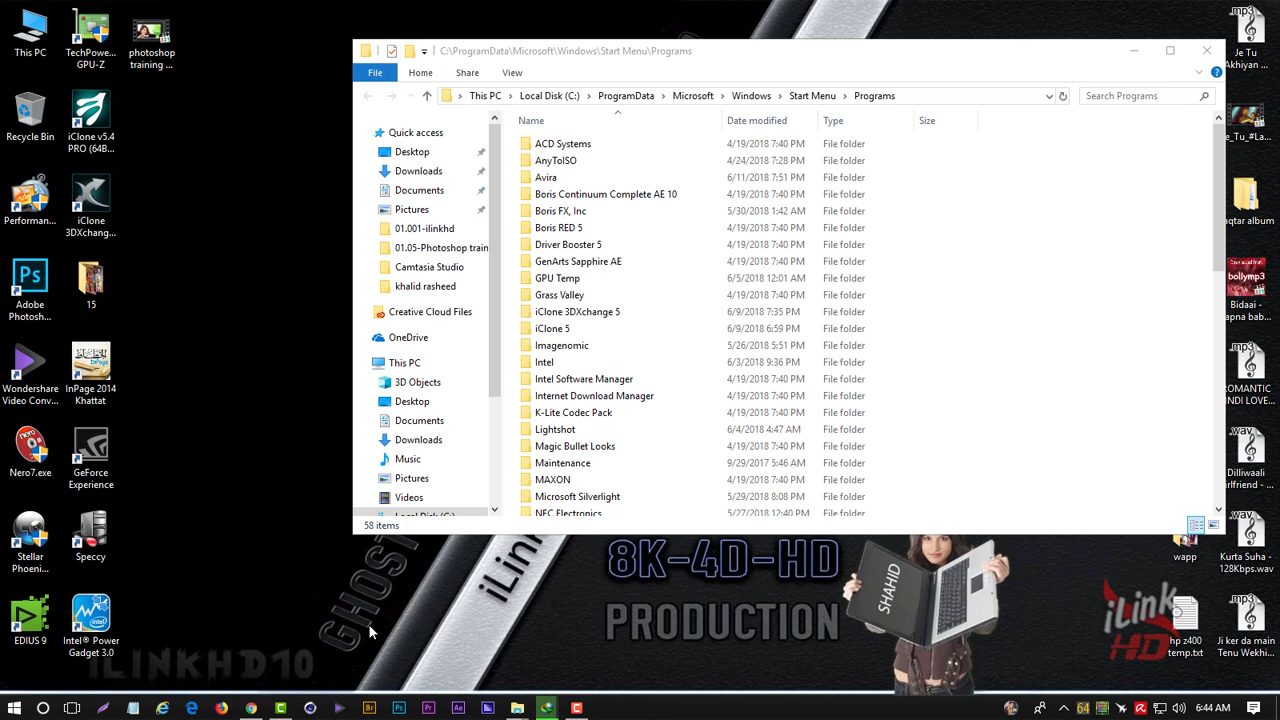 This PC
TechPower...
GPU-Z
photoshop
training ...
Recycle Bin
iClone v5.4
PRO (64B...
Performan...
iClone
3DXchang...
Adobe
Photosh...
15
Wondershare
Video Conv...
InPage 2014
Khattat
Nero7.exe
GeForce
Experience
Stellar
Phoeni...
Speccy
EDIUS 9
Intel® Power
Gadget 3.0
C:\ProgramData\Microsoft\Windows\Start Menu\Programs
File Home Share View
This PC Local Disk (C:) ProgramData Microsoft Windows Start Menu Programs Search Programs
Name Date modified Type Size
Quick access
Desktop
Downloads
Documents
Pictures
01.001-ilinkhd
01.05-Photoshop train
Camtasia Studio
khalid rasheed
Creative Cloud Files
OneDrive
This PC
3D Objects
Desktop
Documents
Downloads
Music
Pictures
Videos
Local Disk (C:)
ACD Systems 4/19/2018 7:40 PM File folder
AnyToISO 4/24/2018 7:28 PM File folder
Avira 6/11/2018 7:51 PM File folder
Boris Continuum Complete AE 10 4/19/2018 7:40 PM File folder
Boris FX, Inc 5/30/2018 1:42 AM File folder
Boris RED 5 4/19/2018 7:40 PM File folder
Driver Booster 5 4/19/2018 7:40 PM File folder
GenArts Sapphire AE 4/19/2018 7:40 PM File folder
GPU Temp 6/5/2018 12:01 AM File folder
Grass Valley 4/19/2018 7:40 PM File folder
iClone 3DXchange 5 6/9/2018 7:35 PM File folder
iClone 5 6/9/2018 6:59 PM File folder
Imagenomic 5/26/2018 5:51 PM File folder
Intel 6/3/2018 9:36 PM File folder
Intel Software Manager 4/19/2018 7:40 PM File folder
Internet Download Manager 4/19/2018 7:40 PM File folder
K-Lite Codec Pack 4/19/2018 7:40 PM File folder
Lightshot 6/4/2018 4:47 AM File folder
Magic Bullet Looks 4/19/2018 7:40 PM File folder
Maintenance 9/29/2017 5:46 AM File folder
MAXON 4/19/2018 7:40 PM File folder
Microsoft Silverlight 5/29/2018 8:08 PM File folder
NEC Electronics 5/27/2018 12:40 PM File folder
58 items
mp3
Je Tu
Akhiyan ...
e_Tu_#La...
aqtar album
bollymp3
Bidaai -
apna bab...
mp3
ROMANTIC
NDI LOVE...
.wav
Dilliwaali
irlfriend - ...
.wav
Kurta Suha -
128Kbps.wav
mp3
Ji ker da main
Tenu Wekhi...
wapp
hp z400
temp.txt
GHOST
iLink
8K-4D-HD
PRODUCTION
SHAHID
iLink
HD
iLINKHD10
Br Ps Pr Ae 64
6:44 AM